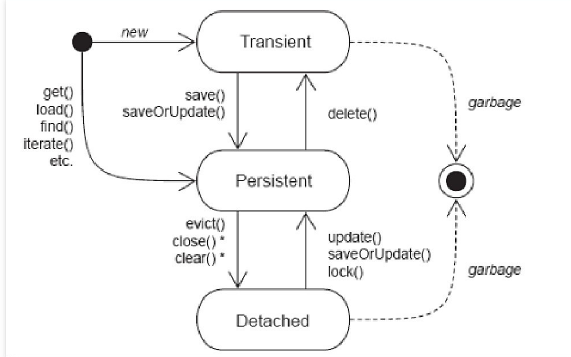 new
Transient
get()
load()
find()
iterate()
etc.
save()
saveOrUpdate()
delete()
garbage
Persistent
evict()
close() *
clear() *
update()
saveOrUpdate()
lock()
garbage
Detached